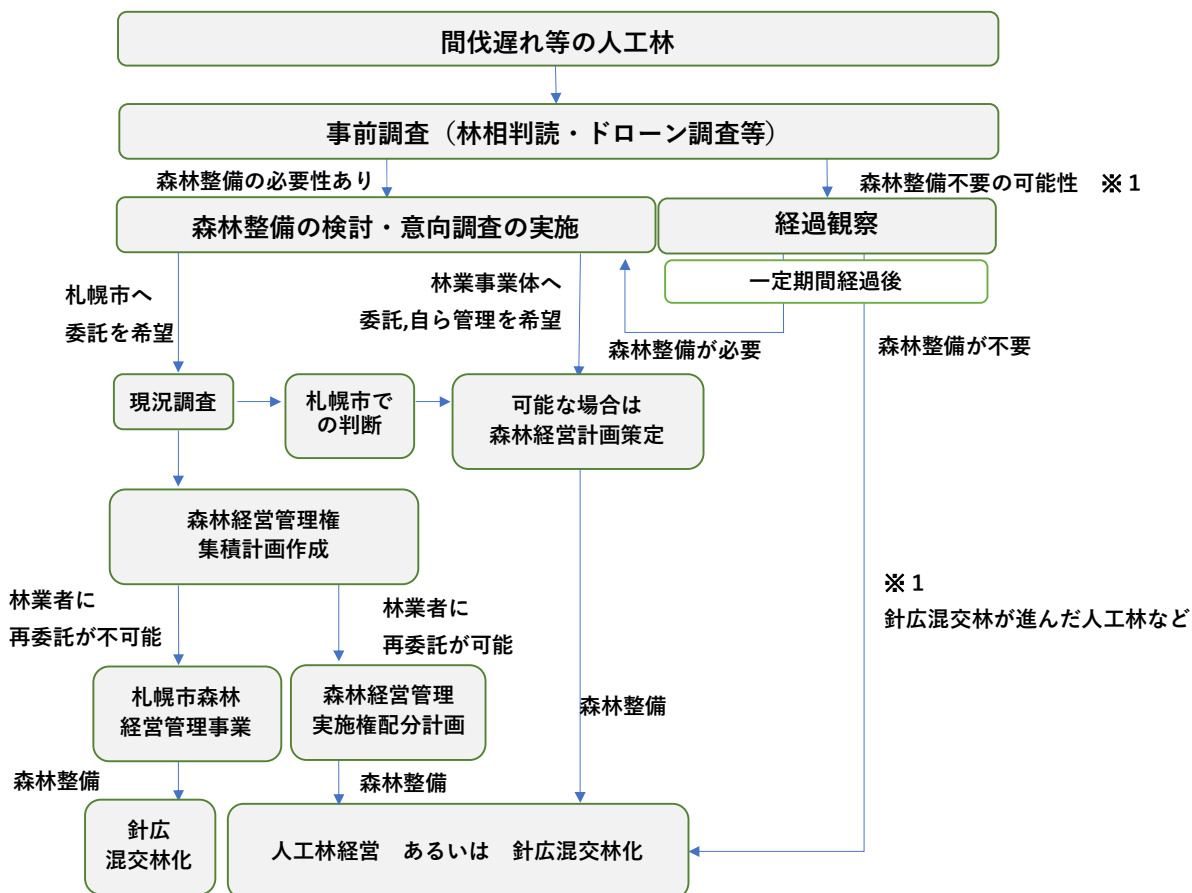 間伐遅れ等の人工林
事前調査（林相判読・ドローン調査等）
森林整備の必要性あり
森林整備不要の可能性　※１
森林整備の検討・意向調査の実施
経過観察
一定期間経過後
札幌市へ
委託を希望
林業事業体へ
委託,自ら管理を希望
森林整備が必要
森林整備が不要
現況調査
札幌市で
の判断
可能な場合は
森林経営計画策定
森林経営管理権
集積計画作成
林業者に
再委託が不可能
林業者に
再委託が可能
※１
針広混交林が進んだ人工林など
札幌市森林
経営管理事業
森林経営管理
実施権配分計画
森林整備
森林整備
森林整備
針広
混交林化
人工林経営　あるいは　針広混交林化